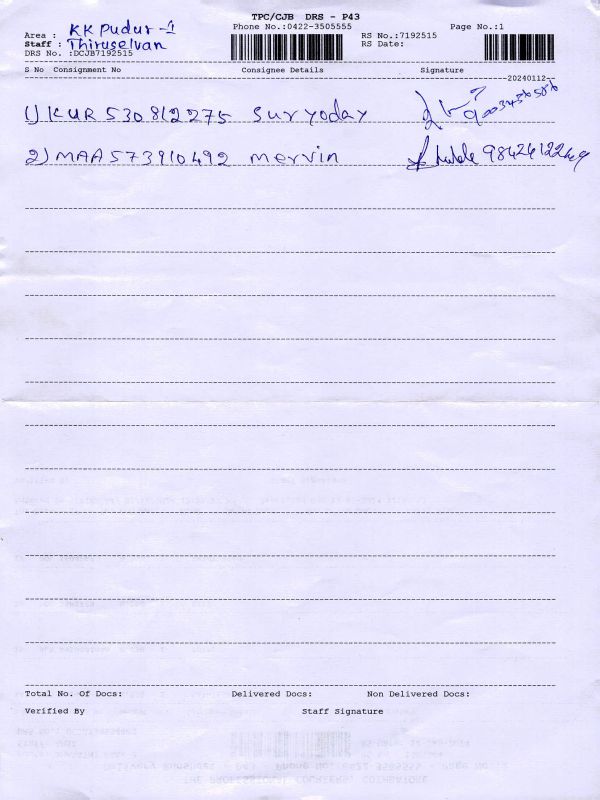 TPC/CJB DRS - P43
Area : KK Pudur -1 Phone No.:0422-3505555 Page No.:1
Staff : Thiruselvan RS No.:7192515
DRS No. :DCJB7192515 RS Date:
S No Consignment No Consignee Details Signature
20240112
1) KUR 530812275 Suryoday
2) MAA 573910492 Mervin
Total No. Of Docs: Delivered Docs: Non Delivered Docs:
Verified By Staff Signature